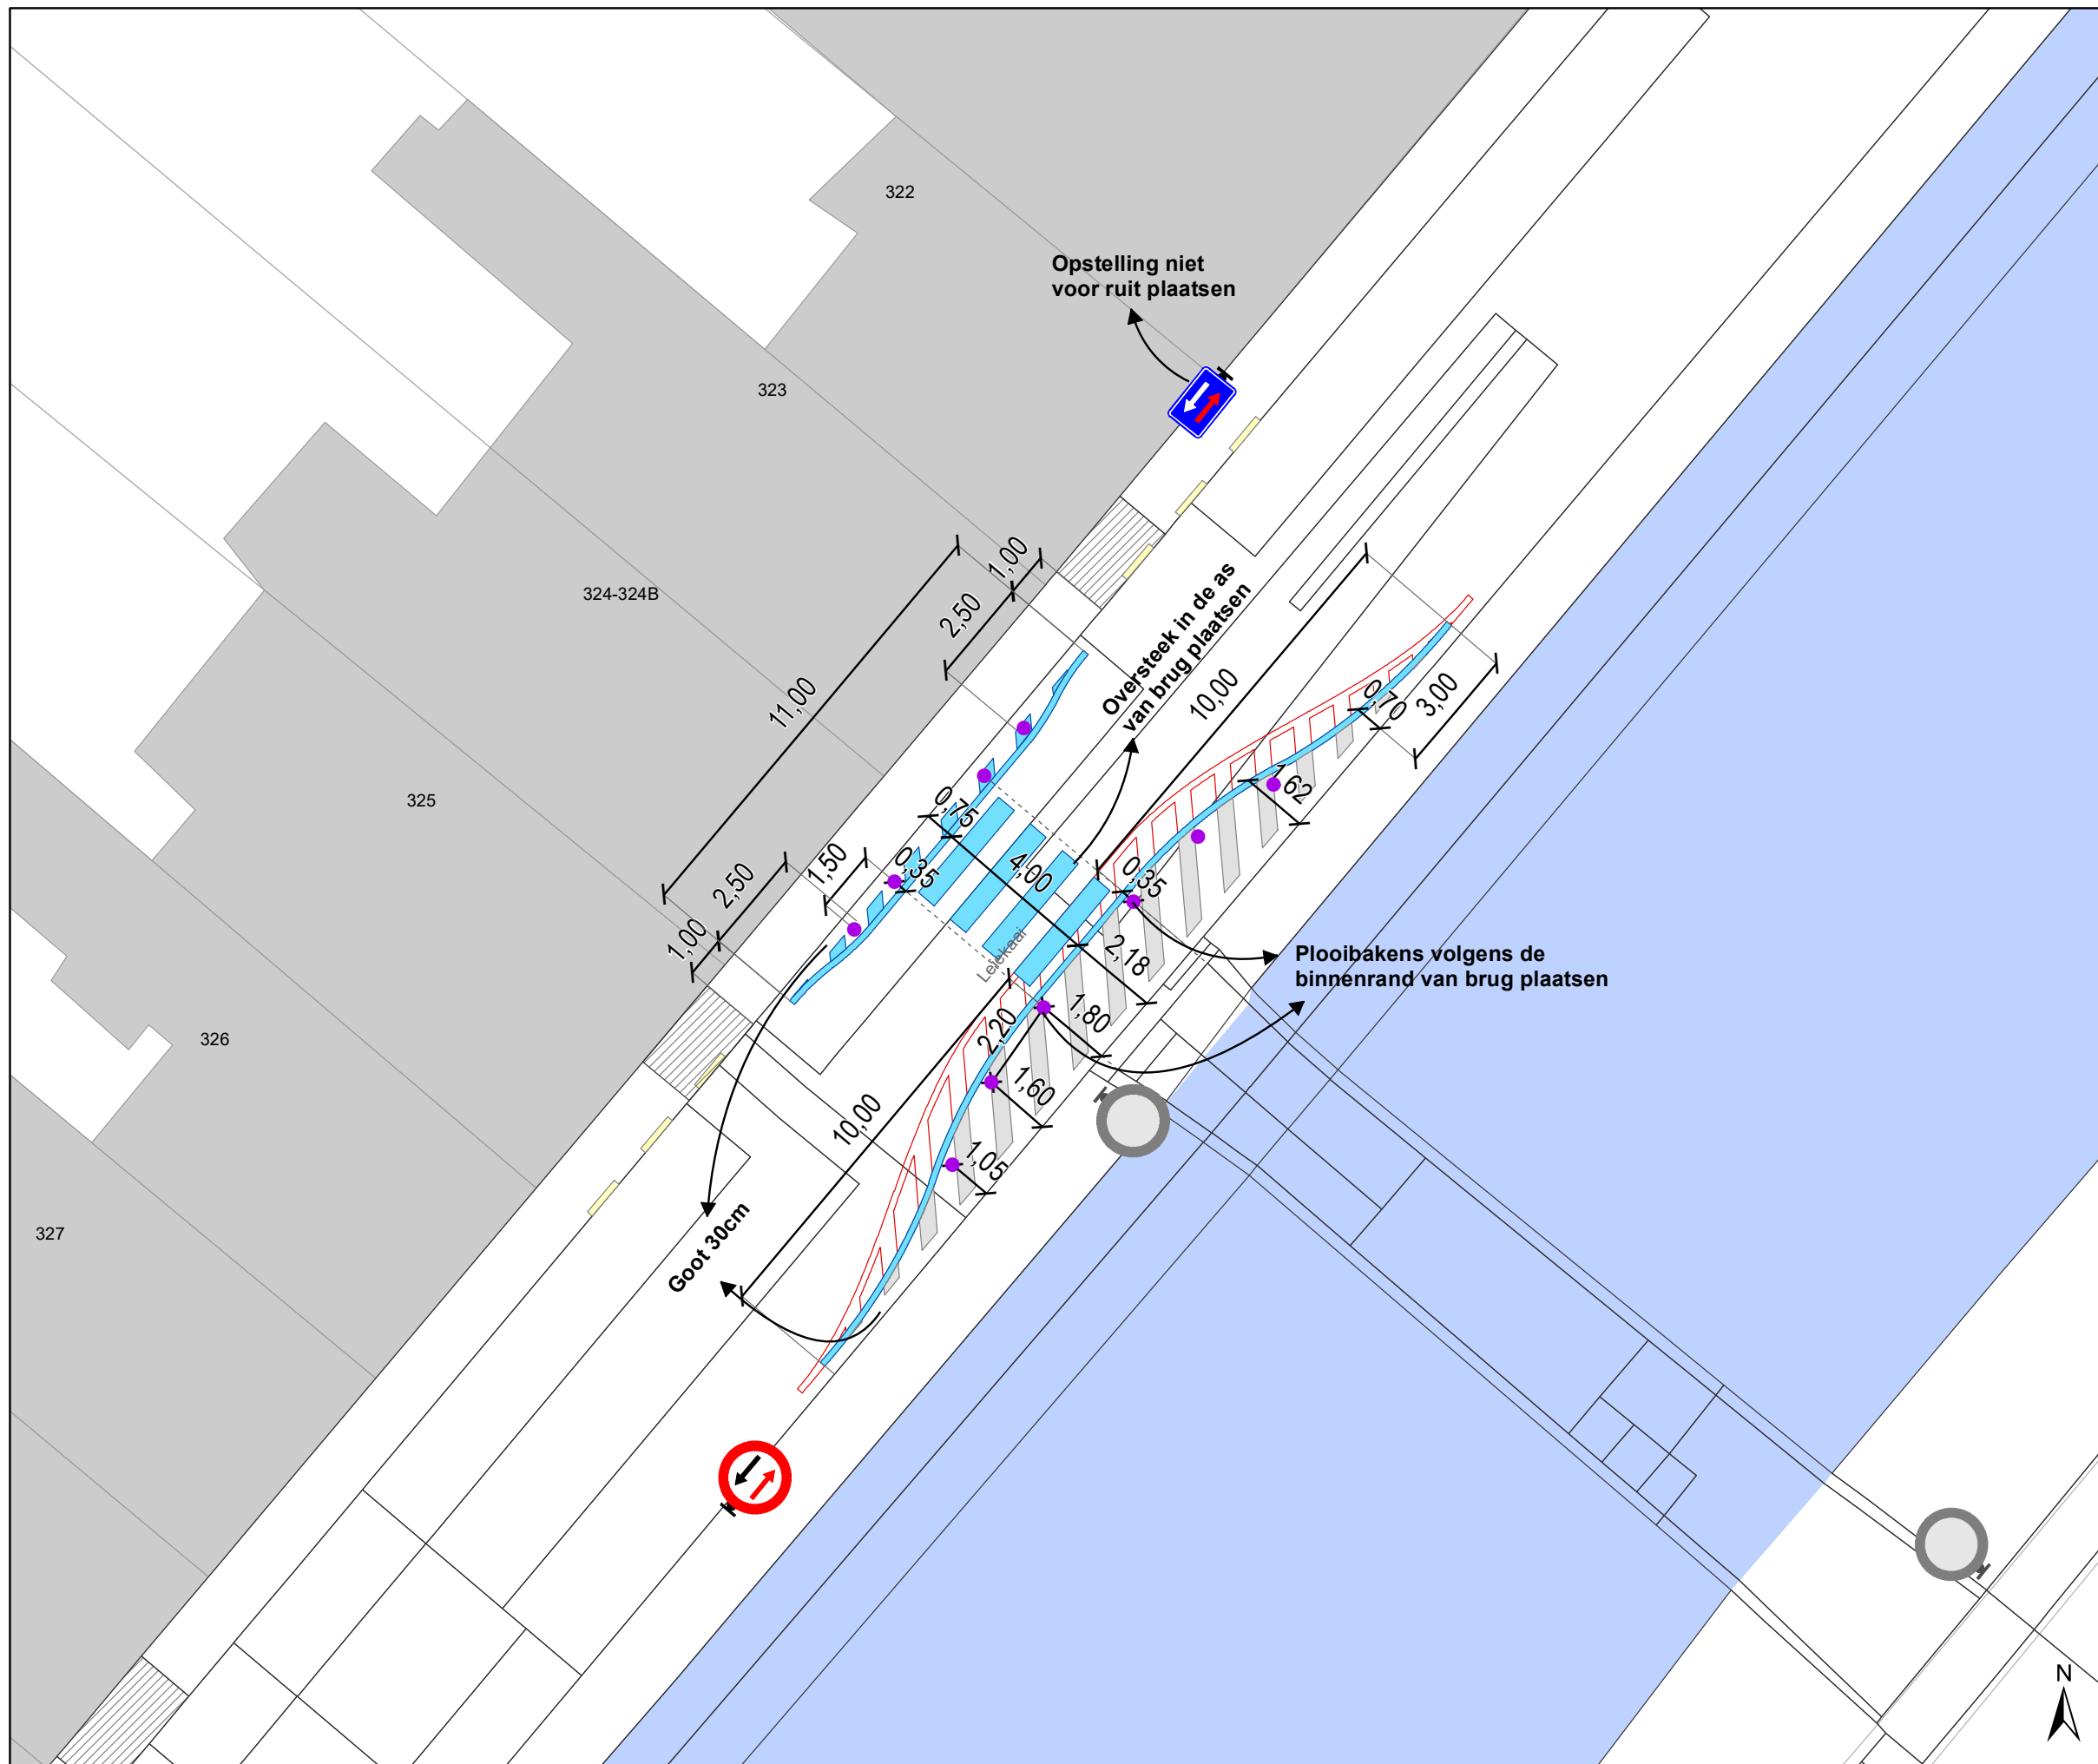 322
Opstelling niet
voor ruit plaatsen
323
324-324B
1,00
2,50
Oversteek in de as
van brug plaatsen
11,00
10,00
0,70
3,00
325
0,75
1,62
2,50
1,50
0,35
4,00
0,35
1,00
Leiekaai
2,18
Plooibakens volgens de
binnenrand van brug plaatsen
1,80
2,20
326
1,60
10,00
1,05
327
Goot 30cm
N